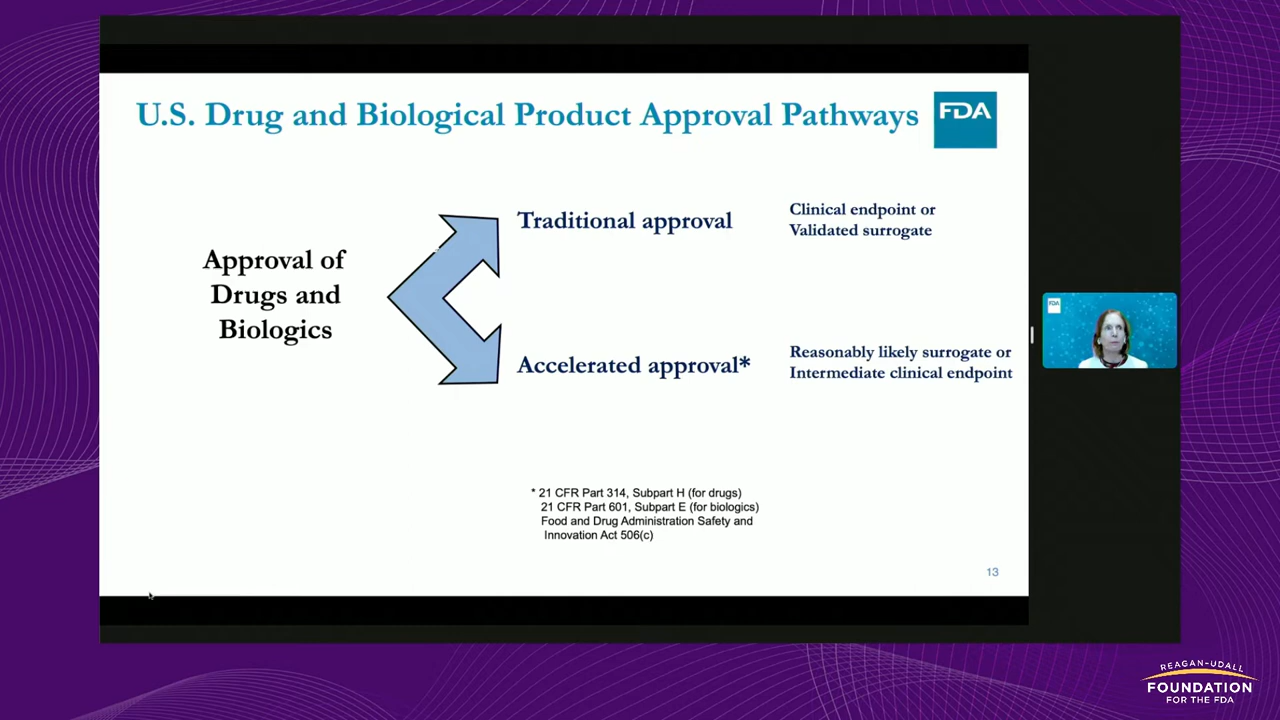 U.S. Drug and Biological Product Approval Pathways
FDA
Approval of
Drugs and
Biologics
Traditional approval
Clinical endpoint or
Validated surrogate
Accelerated approval*
Reasonably likely surrogate or
Intermediate clinical endpoint
* 21 CFR Part 314, Subpart H (for drugs)
21 CFR Part 601, Subpart E (for biologics)
Food and Drug Administration Safety and
Innovation Act 506(c)
13
FDA
REAGAN-UDALL
FOUNDATION
FOR THE FDA